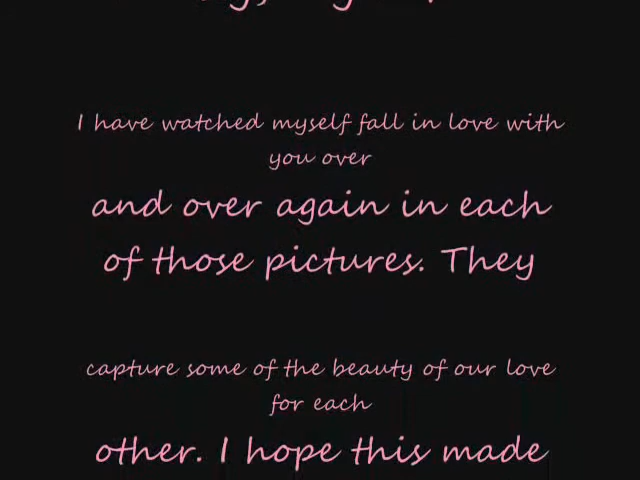 I have watched myself fall in love with
you over
and over again in each
of those pictures. They
capture some of the beauty of our love
for each
other. I hope this made